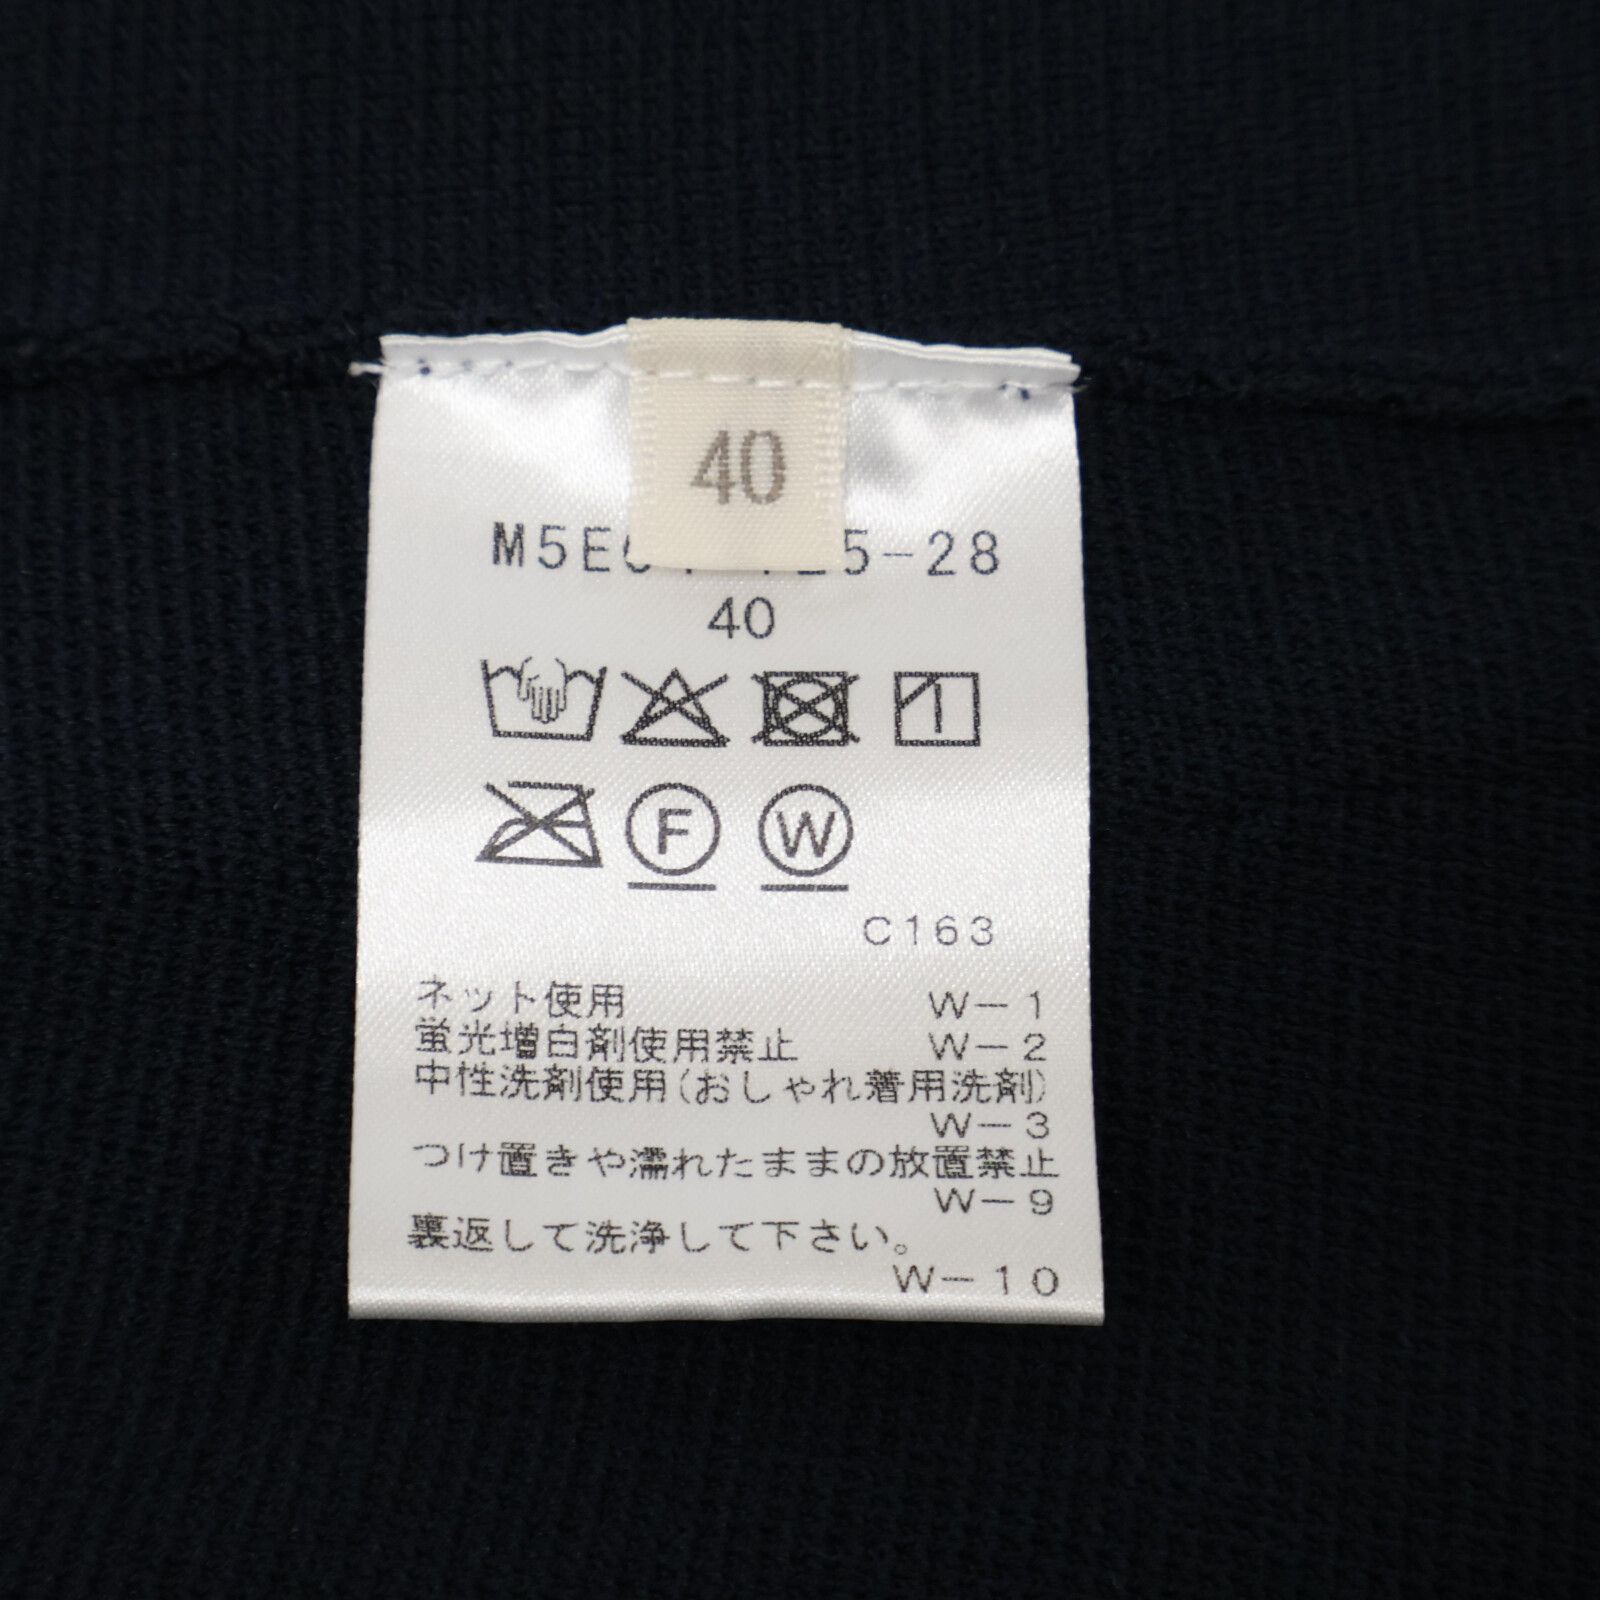 40
M5E 5-28
40
F W
C163
ネット使用 W-1
蛍光増白剤使用禁止 W-2
中性洗剤使用(おしゃれ着用洗剤)
W-3
つけ置きや濡れたままの放置禁止
W-9
裏返して洗浄して下さい。
W-10